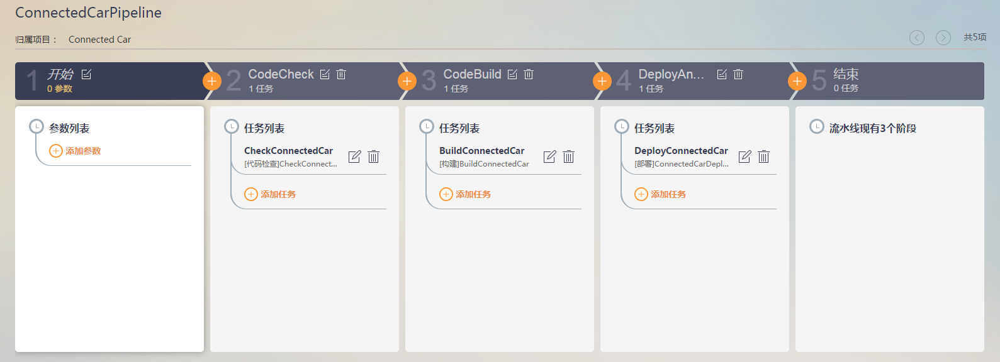 ConnectedCarPipeline
归属项目： Connected Car
共5项
1 开始
0 参数
2 CodeCheck
1 任务
3 CodeBuild
1 任务
4 DeployAn...
1 任务
5 结束
0 任务
参数列表
添加参数
任务列表
CheckConnectedCar
[代码检查]CheckConnect...
添加任务
任务列表
BuildConnectedCar
[构建]BuildConnectedCar
添加任务
任务列表
DeployConnectedCar
[部署]ConnectedCarDepl...
添加任务
流水线现有3个阶段